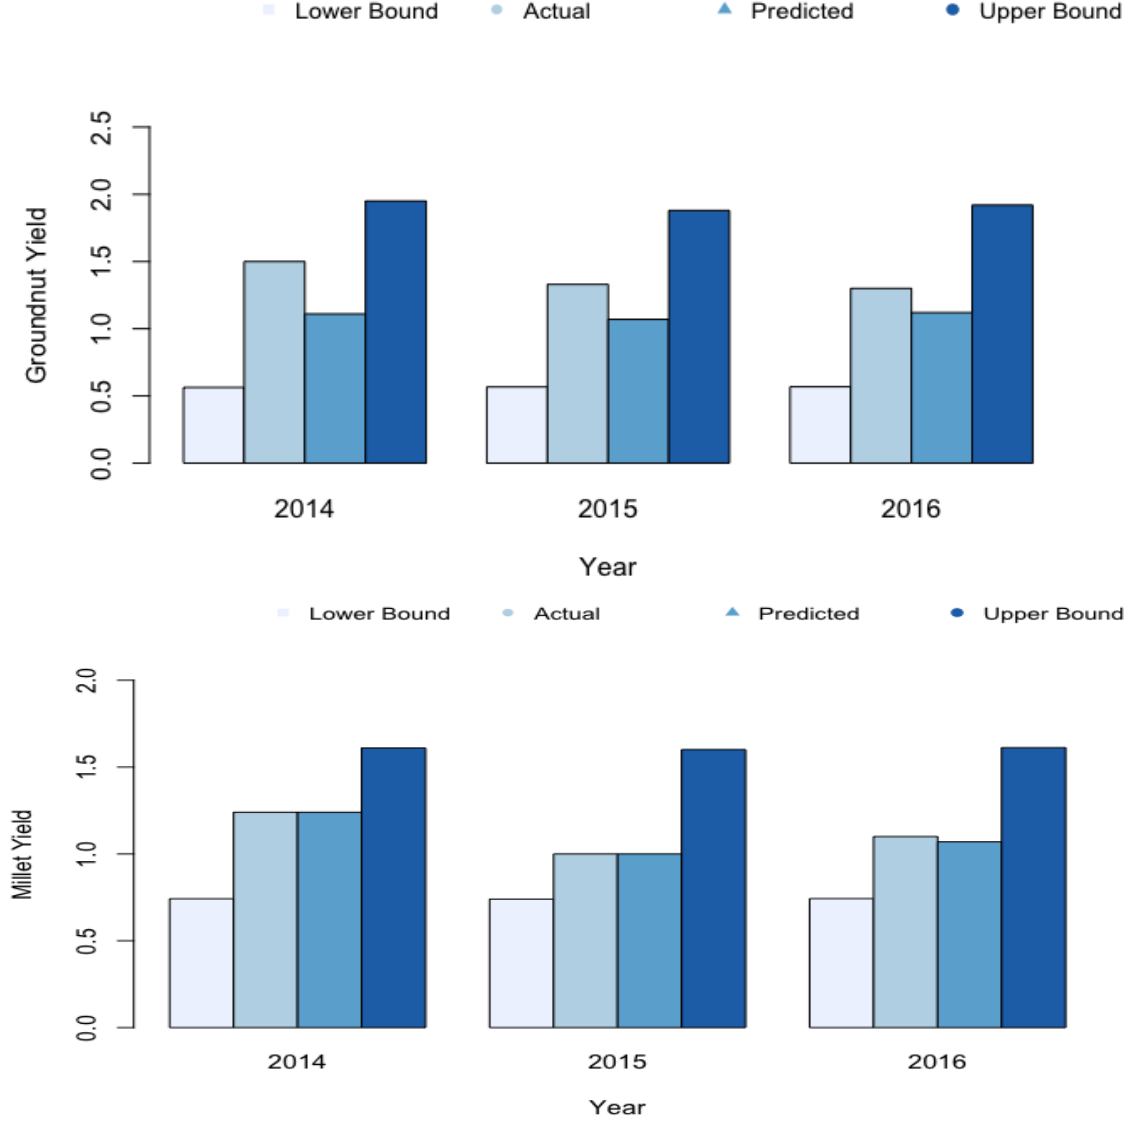 Lower Bound Actual Predicted Upper Bound
Groundnut Yield
2.5
2.0
1.5
1.0
0.5
0.0
2014 2015 2016
Year
Lower Bound Actual Predicted Upper Bound
Millet Yield
2.0
1.5
1.0
0.5
0.0
2014 2015 2016
Year